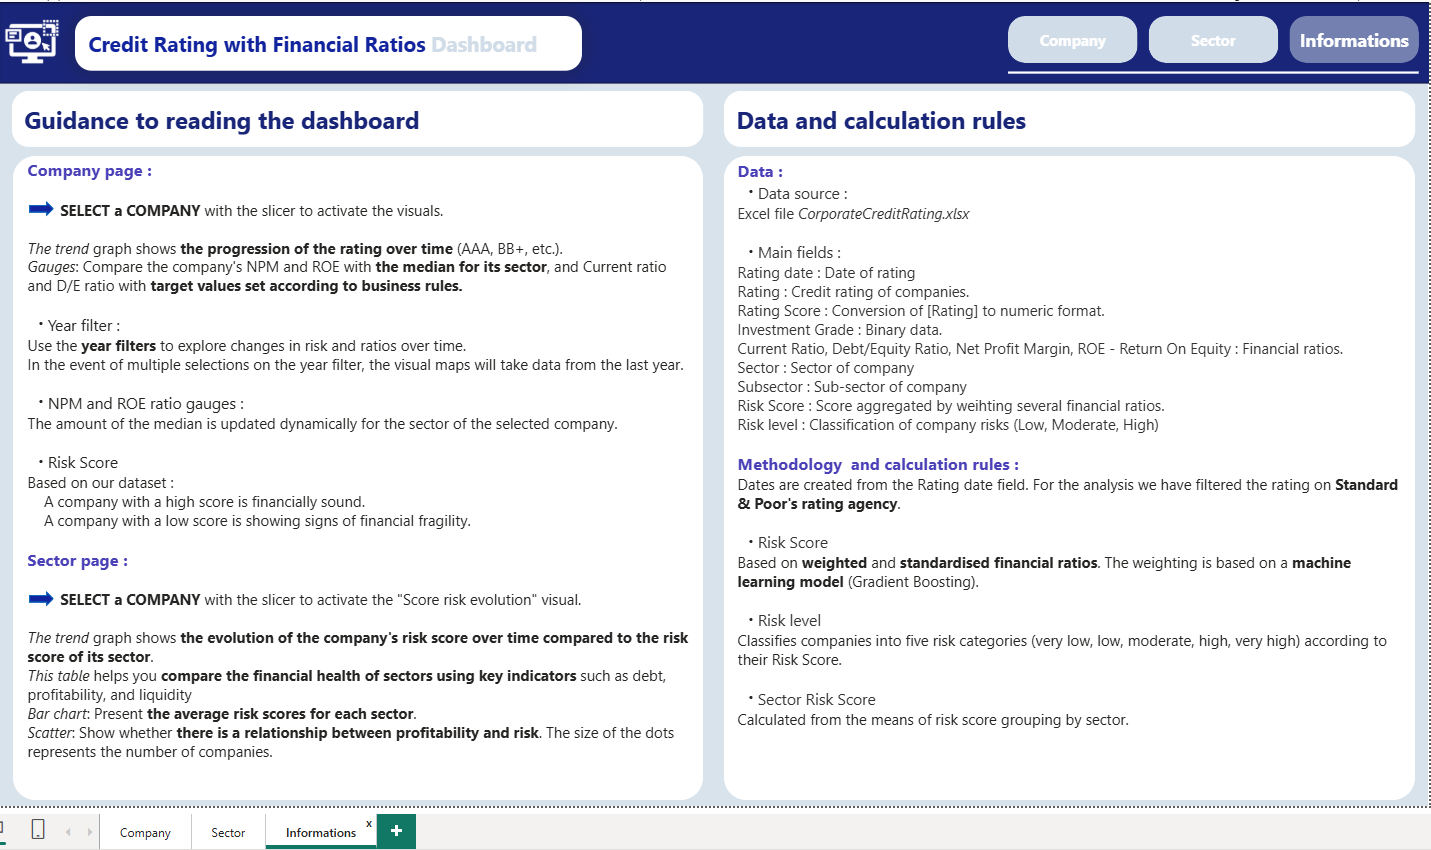 Credit Rating with Financial Ratios Dashboard
Company
Sector
Informations
Guidance to reading the dashboard
Company page :
SELECT a COMPANY with the slicer to activate the visuals.
The trend graph shows the progression of the rating over time (AAA, BB+, etc.).
Gauges: Compare the company's NPM and ROE with the median for its sector, and Current ratio
and D/E ratio with target values set according to business rules.
• Year filter :
Use the year filters to explore changes in risk and ratios over time.
In the event of multiple selections on the year filter, the visual maps will take data from the last year.
• NPM and ROE ratio gauges :
The amount of the median is updated dynamically for the sector of the selected company.
• Risk Score
Based on our dataset :
A company with a high score is financially sound.
A company with a low score is showing signs of financial fragility.
Sector page :
SELECT a COMPANY with the slicer to activate the "Score risk evolution" visual.
The trend graph shows the evolution of the company's risk score over time compared to the risk
score of its sector.
This table helps you compare the financial health of sectors using key indicators such as debt,
profitability, and liquidity
Bar chart: Present the average risk scores for each sector.
Scatter: Show whether there is a relationship between profitability and risk. The size of the dots
represents the number of companies.
Data and calculation rules
Data :
• Data source :
Excel file CorporateCreditRating.xlsx
• Main fields :
Rating date : Date of rating
Rating : Credit rating of companies.
Rating Score : Conversion of [Rating] to numeric format.
Investment Grade : Binary data.
Current Ratio, Debt/Equity Ratio, Net Profit Margin, ROE - Return On Equity : Financial ratios.
Sector : Sector of company
Subsector : Sub-sector of company
Risk Score : Score aggregated by weihting several financial ratios.
Risk level : Classification of company risks (Low, Moderate, High)
Methodology  and calculation rules :
Dates are created from the Rating date field. For the analysis we have filtered the rating on Standard
& Poor's rating agency.
• Risk Score
Based on weighted and standardised financial ratios. The weighting is based on a machine
learning model (Gradient Boosting).
• Risk level
Classifies companies into five risk categories (very low, low, moderate, high, very high) according to
their Risk Score.
• Sector Risk Score
Calculated from the means of risk score grouping by sector.
Company
Sector
Informations
x
+